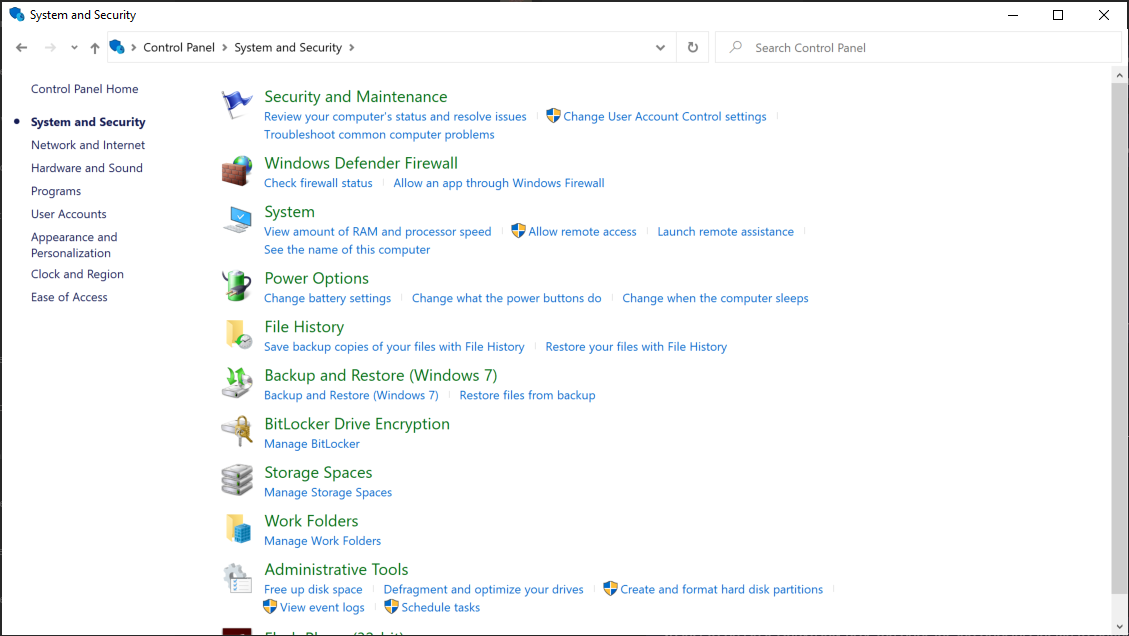 System and Security
Control Panel > System and Security >
Search Control Panel
Control Panel Home
System and Security
Network and Internet
Hardware and Sound
Programs
User Accounts
Appearance and
Personalization
Clock and Region
Ease of Access
Security and Maintenance
Review your computer's status and resolve issues
Change User Account Control settings
Troubleshoot common computer problems
Windows Defender Firewall
Check firewall status
Allow an app through Windows Firewall
System
View amount of RAM and processor speed
Allow remote access
Launch remote assistance
See the name of this computer
Power Options
Change battery settings
Change what the power buttons do
Change when the computer sleeps
File History
Save backup copies of your files with File History
Restore your files with File History
Backup and Restore (Windows 7)
Backup and Restore (Windows 7)
Restore files from backup
BitLocker Drive Encryption
Manage BitLocker
Storage Spaces
Manage Storage Spaces
Work Folders
Manage Work Folders
Administrative Tools
Free up disk space
Defragment and optimize your drives
Create and format hard disk partitions
View event logs
Schedule tasks
Flash Player (32-bit)